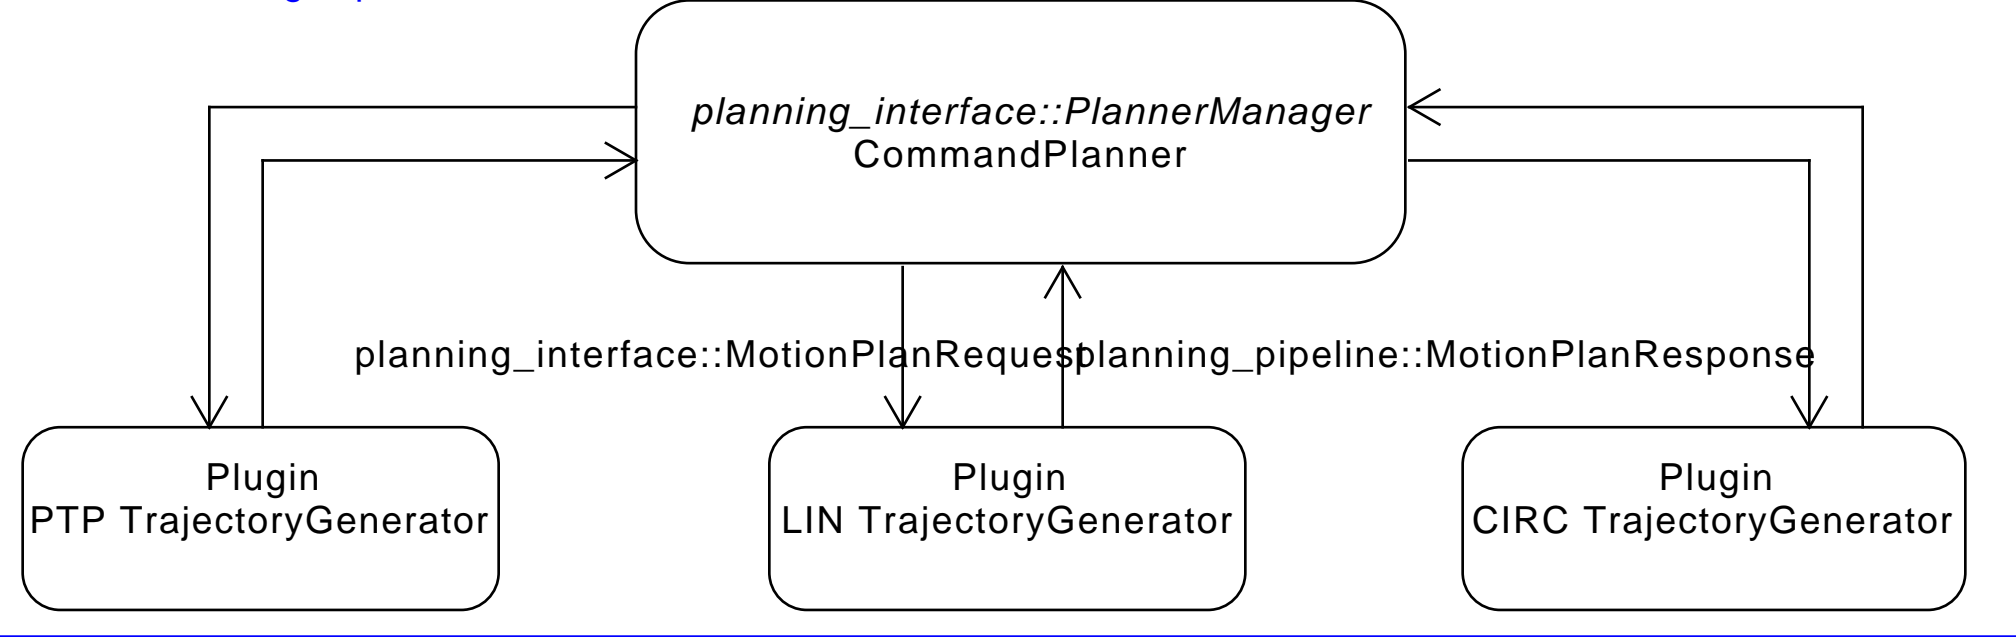 planning_interface::PlannerManager
CommandPlanner
planning_interface::MotionPlanRequest
planning_pipeline::MotionPlanResponse
Plugin
PTP TrajectoryGenerator
Plugin
LIN TrajectoryGenerator
Plugin
CIRC TrajectoryGenerator